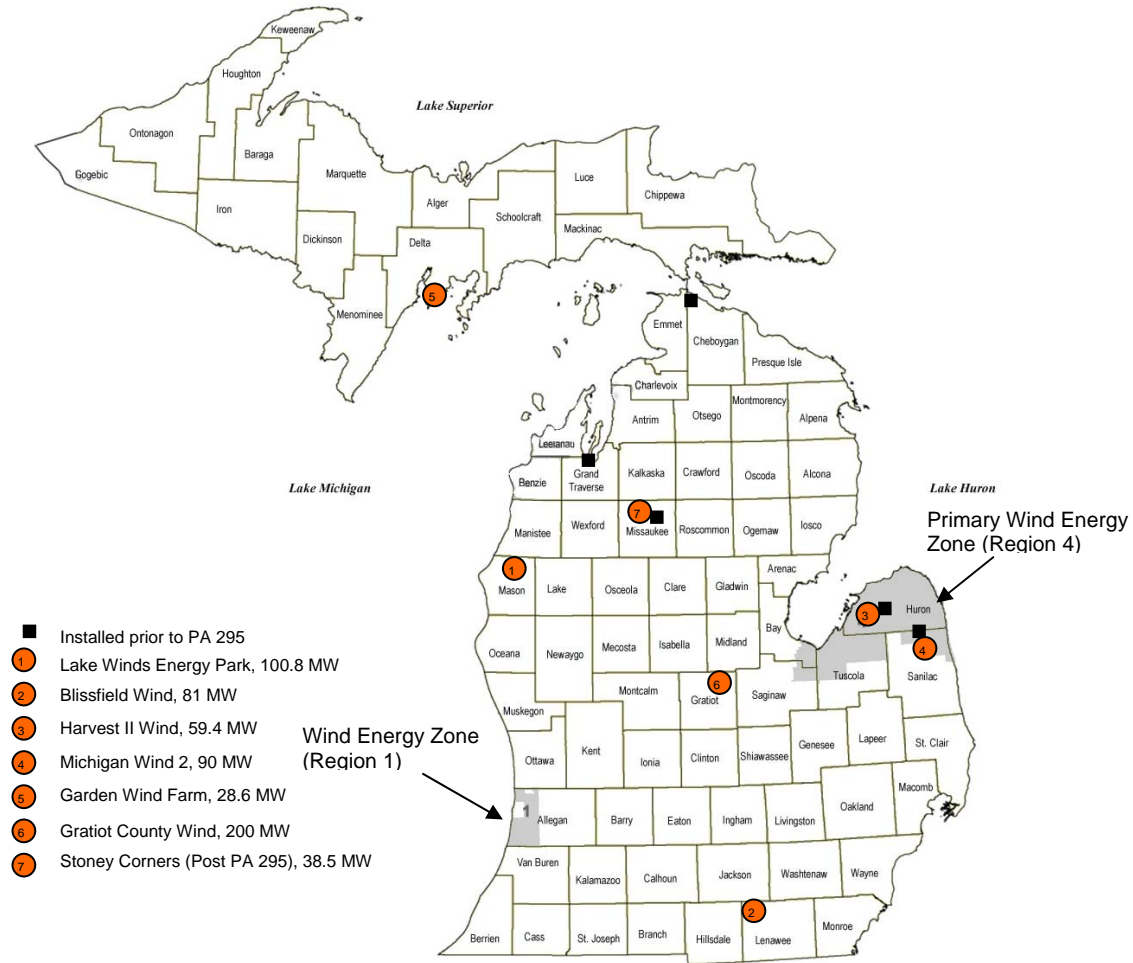 Keweenaw
Houghton
Lake Superior
Ontonagon
Baraga
Gogebic
Marquette
Luce
Chippewa
Alger
Iron
Schoolcraft
Mackinac
Dickinson
Delta
5
Menominee
Emmet
Cheboygan
Presque Isle
Charlevoix
Montmorency
Antrim
Otsego
Alpena
Leelanau
Lake Michigan
Benzie
Grand
Traverse
Kalkaska
Crawford
Oscoda
Alcona
Lake Huron
7
Manistee
Wexford
Missaukee
Roscommon
Ogemaw
Iosco
Primary Wind Energy
Zone (Region 4)
1
Mason
Lake
Osceola
Clare
Gladwin
Arenac
3
Huron
Bay
4
Oceana
Newaygo
Mecosta
Isabella
Midland
Tuscola
Sanilac
6
Montcalm
Gratiot
Saginaw
Muskegon
Wind Energy Zone
(Region 1)
Ottawa
Kent
Ionia
Clinton
Shiawassee
Genesee
Lapeer
St. Clair
1
Allegan
Barry
Eaton
Ingham
Livingston
Oakland
Macomb
Van Buren
Kalamazoo
Calhoun
Jackson
Washtenaw
Wayne
2
Berrien
Cass
St. Joseph
Branch
Hillsdale
Lenawee
Monroe
Installed prior to PA 295
1 Lake Winds Energy Park, 100.8 MW
2 Blissfield Wind, 81 MW
3 Harvest II Wind, 59.4 MW
4 Michigan Wind 2, 90 MW
5 Garden Wind Farm, 28.6 MW
6 Gratiot County Wind, 200 MW
7 Stoney Corners (Post PA 295), 38.5 MW